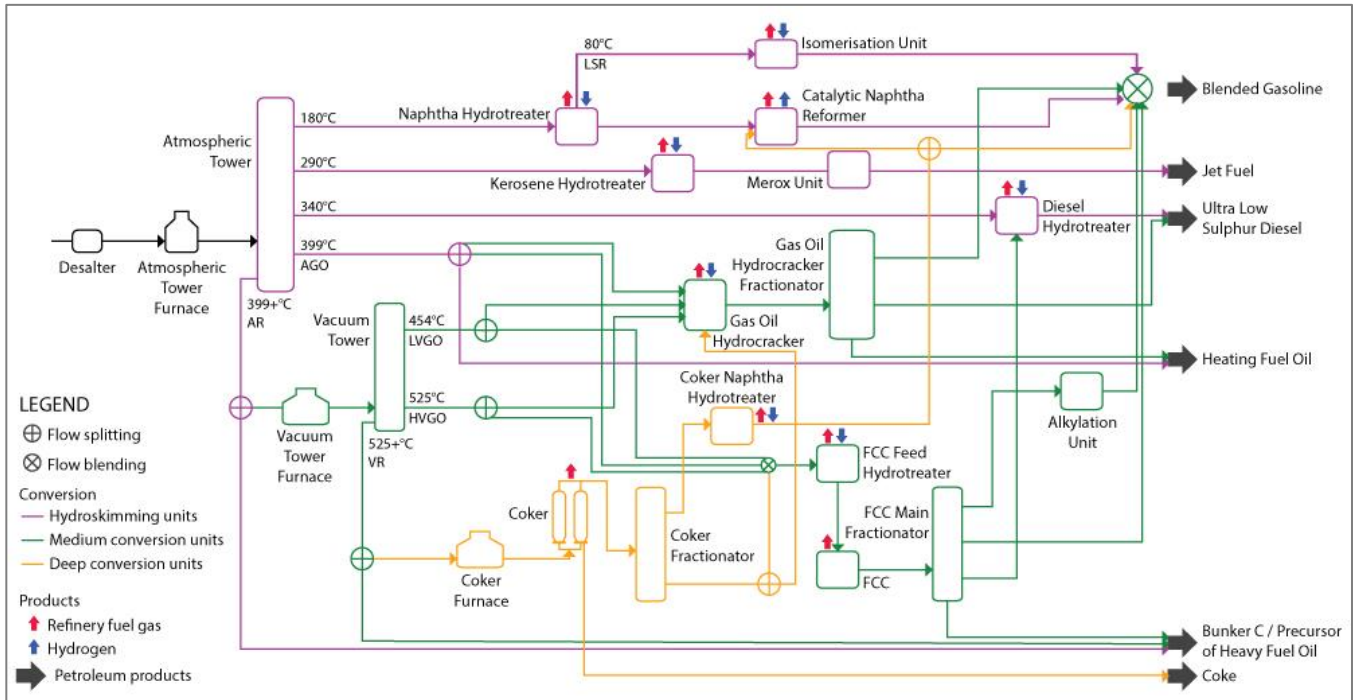 80°C
LSR
Isomerisation Unit
180°C
Naphtha Hydrotreater
Catalytic Naphtha
Reformer
Blended Gasoline
Atmospheric
Tower
290°C
Kerosene Hydrotreater
Merox Unit
Jet Fuel
340°C
Diesel
Hydrotreater
Ultra Low
Sulphur Diesel
Desalter
Atmospheric
Tower
Furnace
399°C
AGO
Gas Oil
Hydrocracker
Fractionator
399+°C
AR
Vacuum
Tower
454°C
LVGO
Gas Oil
Hydrocracker
Heating Fuel Oil
Coker Naphtha
Hydrotreater
525°C
HVGO
Alkylation
Unit
LEGEND
Flow splitting
Flow blending
Conversion
Hydroskimming units
Medium conversion units
Deep conversion units
Products
Refinery fuel gas
Hydrogen
Petroleum products
Vacuum
Tower
Furnace
525+°C
VR
FCC Feed
Hydrotreater
Coker
Coker
Fractionator
FCC Main
Fractionator
FCC
Coker
Furnace
Bunker C / Precursor
of Heavy Fuel Oil
Coke